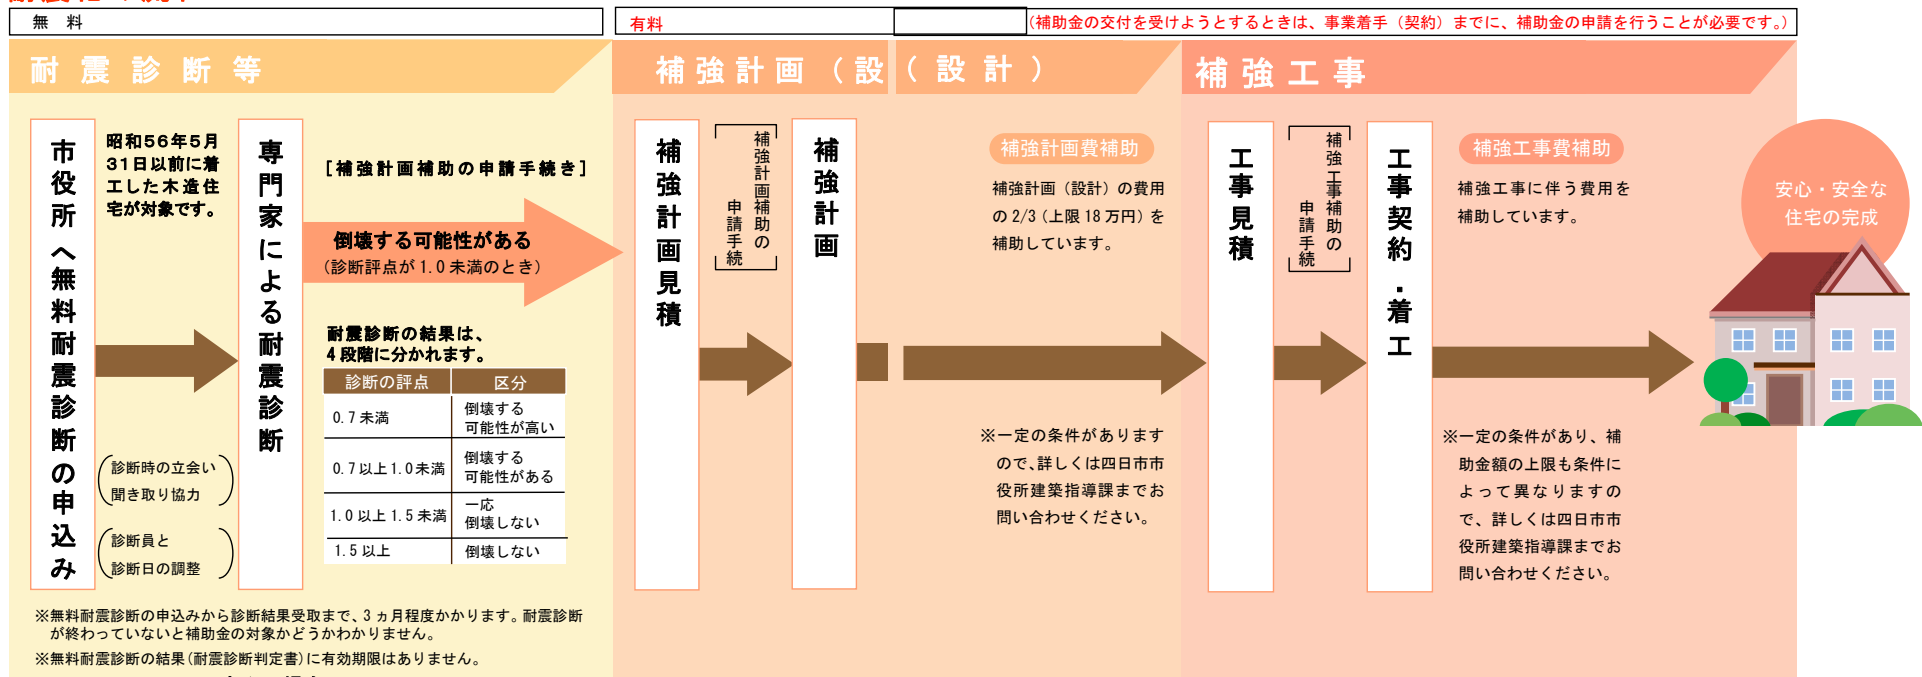 無 料
有料
(補助金の交付を受けようとするときは、事業着手（契約）までに、補助金の申請を行うことが必要です。)
耐震診断等
市役所へ無料耐震診断の申込み
昭和56年5月
31日以前に着
工した木造住
宅が対象です。
診断時の立会い
聞き取り協力
診断員と
診断日の調整
専門家による耐震診断
[補強計画補助の申請手続き]
倒壊する可能性がある
(診断評点が1.0未満のとき)
耐震診断の結果は、
4段階に分かれます。
診断の評点 区分
0.7未満 倒壊する
可能性が高い
0.7以上1.0未満 倒壊する
可能性がある
1.0以上1.5未満 一応
倒壊しない
1.5以上 倒壊しない
※無料耐震診断の申込みから診断結果受取まで、3ヵ月程度かかります。耐震診断
が終わっていないと補助金の対象かどうかわかりません。
※無料耐震診断の結果(耐震診断判定書)に有効期限はありません。
補強計画（設（設計）
補強計画見積
補強計画補助の
申請手続
補強計画
補強計画費補助
補強計画（設計）の費用
の2/3（上限18万円）を
補助しています。
※一定の条件があります
ので、詳しくは四日市市
役所建築指導課までお
問い合わせください。
補強工事
工事見積
補強工事補助の
申請手続
工事契約・着工
補強工事費補助
補強工事に伴う費用を
補助しています。
※一定の条件があり、補
助金額の上限も条件に
よって異なりますの
で、詳しくは四日市市
役所建築指導課までお
問い合わせください。
安心・安全な
住宅の完成